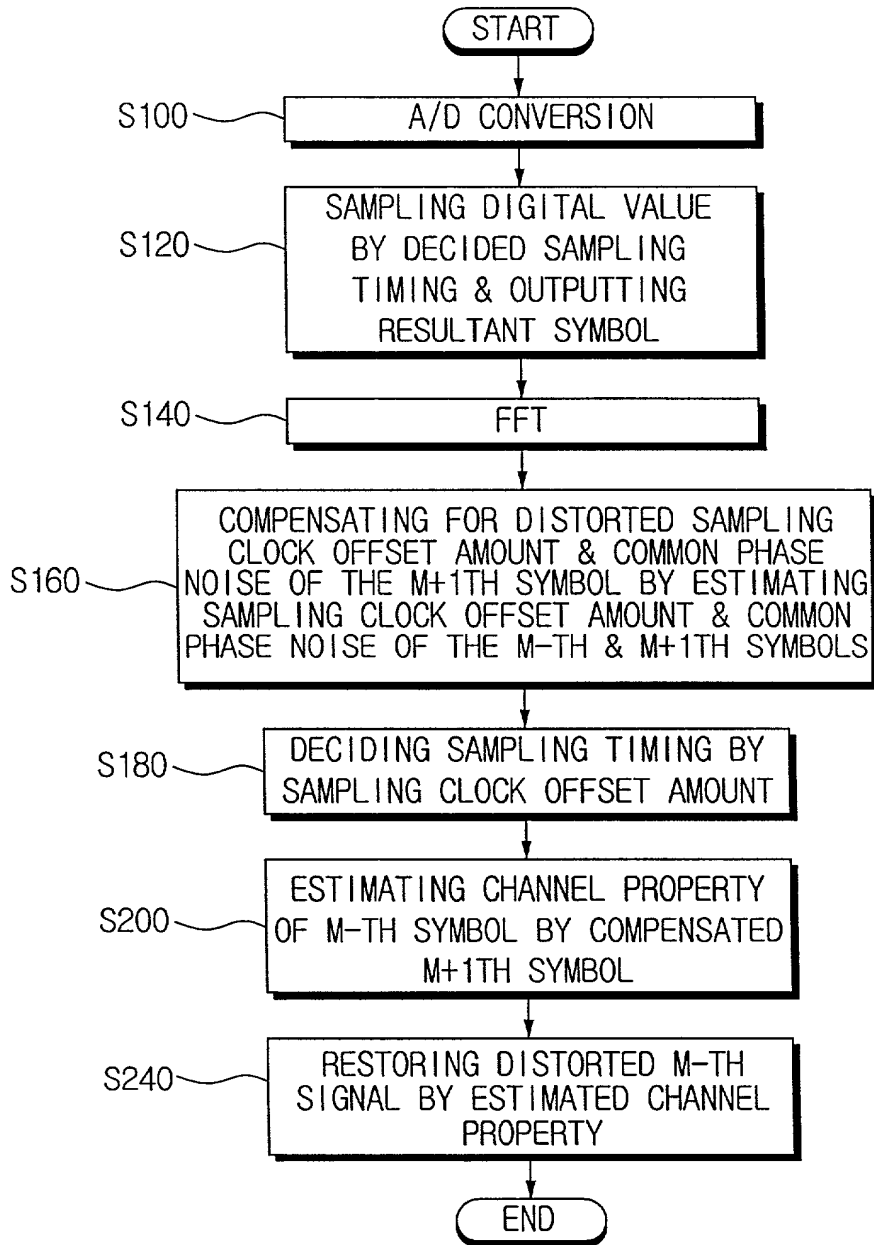 START
S100
A/D CONVERSION
S120
SAMPLING DIGITAL VALUE
BY DECIDED SAMPLING
TIMING & OUTPUTTING
RESULTANT SYMBOL
S140
FFT
S160
COMPENSATING FOR DISTORTED SAMPLING
CLOCK OFFSET AMOUNT & COMMON PHASE
NOISE OF THE M+1TH SYMBOL BY ESTIMATING
SAMPLING CLOCK OFFSET AMOUNT & COMMON
PHASE NOISE OF THE M-TH & M+1TH SYMBOLS
S180
DECIDING SAMPLING TIMING BY
SAMPLING CLOCK OFFSET AMOUNT
S200
ESTIMATING CHANNEL PROPERTY
OF M-TH SYMBOL BY COMPENSATED
M+1TH SYMBOL
S240
RESTORING DISTORTED M-TH
SIGNAL BY ESTIMATED CHANNEL
PROPERTY
END